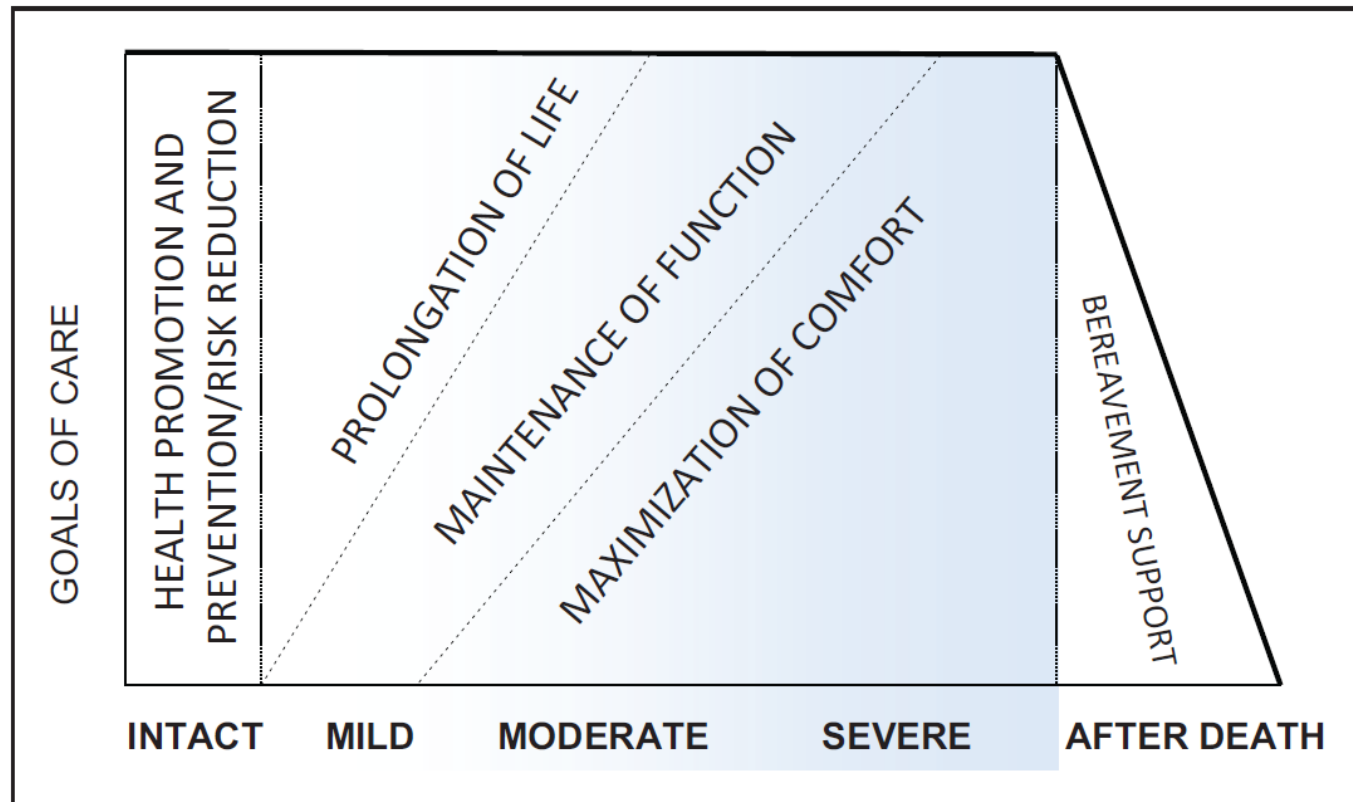 GOALS OF CARE
HEALTH PROMOTION AND
PREVENTION/RISK REDUCTION
PROLONGATION OF LIFE
MAINTENANCE OF FUNCTION
MAXIMIZATION OF COMFORT
BEREAVEMENT SUPPORT
INTACT MILD MODERATE SEVERE AFTER DEATH